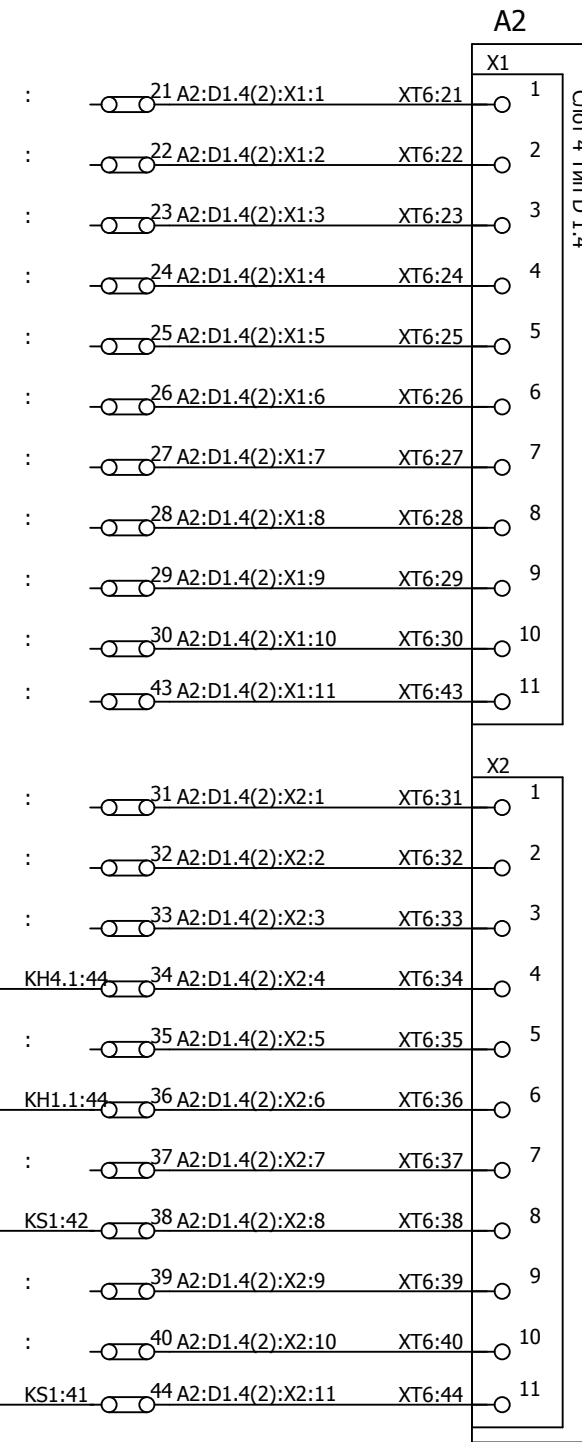 A2
X1
Слот 4 Тип D 1.4
: 21 A2:D1.4(2):X1:1 XT6:21 1
: 22 A2:D1.4(2):X1:2 XT6:22 2
: 23 A2:D1.4(2):X1:3 XT6:23 3
: 24 A2:D1.4(2):X1:4 XT6:24 4
: 25 A2:D1.4(2):X1:5 XT6:25 5
: 26 A2:D1.4(2):X1:6 XT6:26 6
: 27 A2:D1.4(2):X1:7 XT6:27 7
: 28 A2:D1.4(2):X1:8 XT6:28 8
: 29 A2:D1.4(2):X1:9 XT6:29 9
: 30 A2:D1.4(2):X1:10 XT6:30 10
: 43 A2:D1.4(2):X1:11 XT6:43 11
X2
: 31 A2:D1.4(2):X2:1 XT6:31 1
: 32 A2:D1.4(2):X2:2 XT6:32 2
: 33 A2:D1.4(2):X2:3 XT6:33 3
KH4.1:44 34 A2:D1.4(2):X2:4 XT6:34 4
: 35 A2:D1.4(2):X2:5 XT6:35 5
KH1.1:44 36 A2:D1.4(2):X2:6 XT6:36 6
: 37 A2:D1.4(2):X2:7 XT6:37 7
KS1:42 38 A2:D1.4(2):X2:8 XT6:38 8
: 39 A2:D1.4(2):X2:9 XT6:39 9
: 40 A2:D1.4(2):X2:10 XT6:40 10
KS1:41 44 A2:D1.4(2):X2:11 XT6:44 11